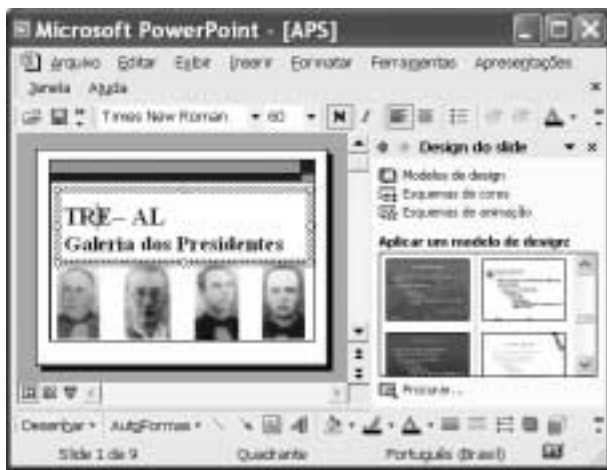 Microsoft PowerPoint - [APS]
Arquivo Editar Exibir Inserir Formatar Ferramentas Apresentações
Janela Ajuda
Times New Roman 60 N I A
Design do slide
Modelos de design
Esquemas de cores
Esquemas de animação
Aplicar um modelo de design:
TRE– AL
Galeria dos Presidentes
Procurar...
Desenhar AutoFormas
Slide 1 de 9 Quadrante Português (Brasil)